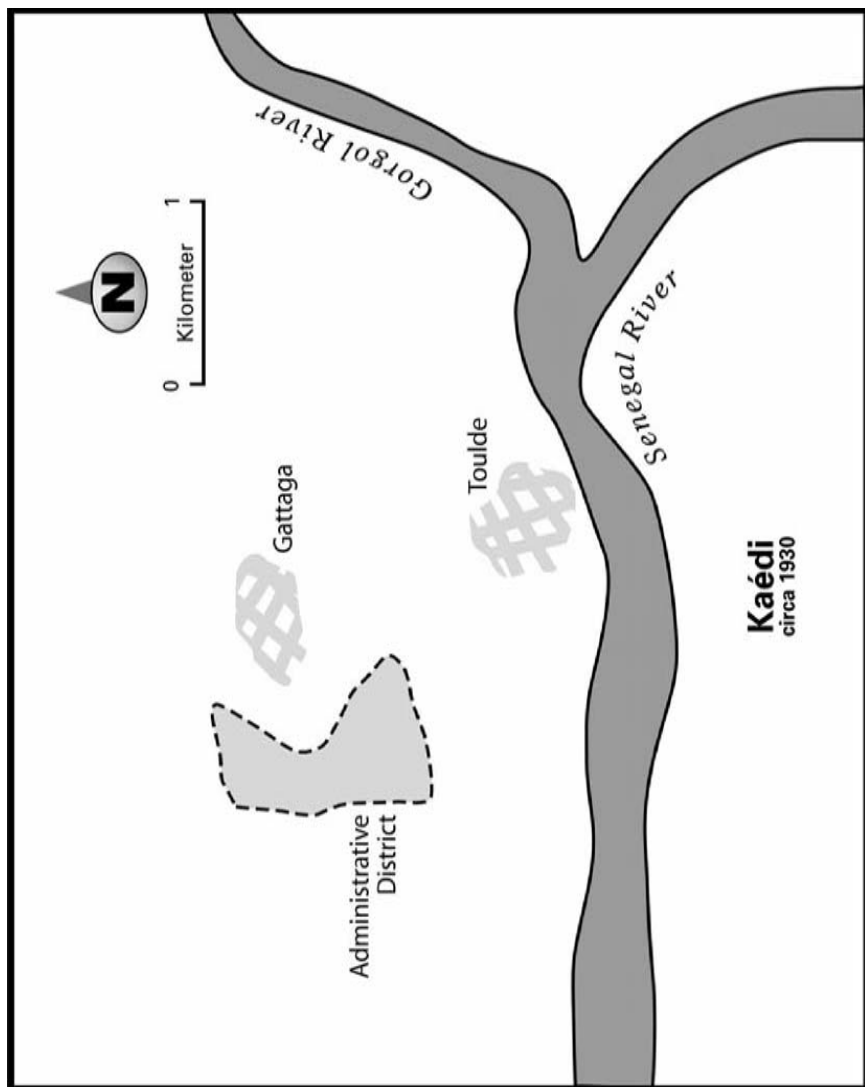 N
0 1
Kilometer
Gorgol River
Gattaga
Administrative
District
Toulde
Senegal River
Kaédi
circa 1930